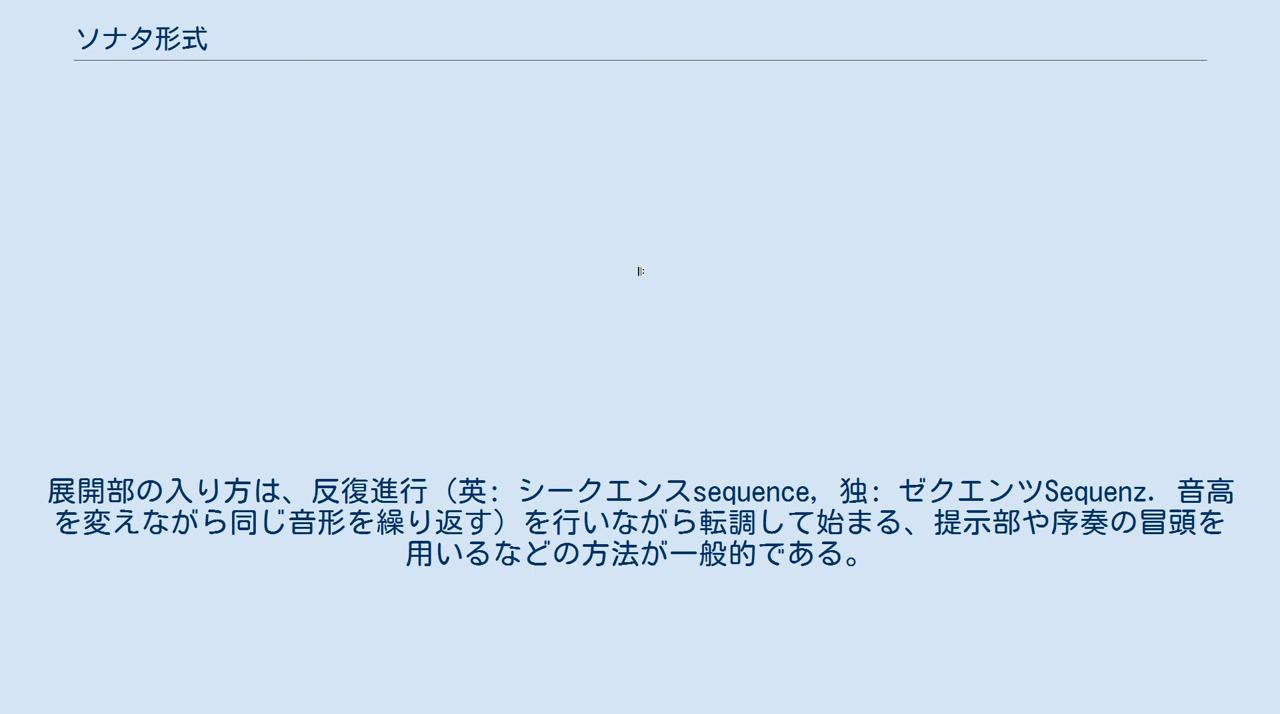 ソナタ形式
展開部の入り方は、反復進行（英: シークエンスsequence, 独: ゼクエンツSequenz. 音高
を変えながら同じ音形を繰り返す）を行いながら転調して始まる、提示部や序奏の冒頭を
用いるなどの方法が一般的である。